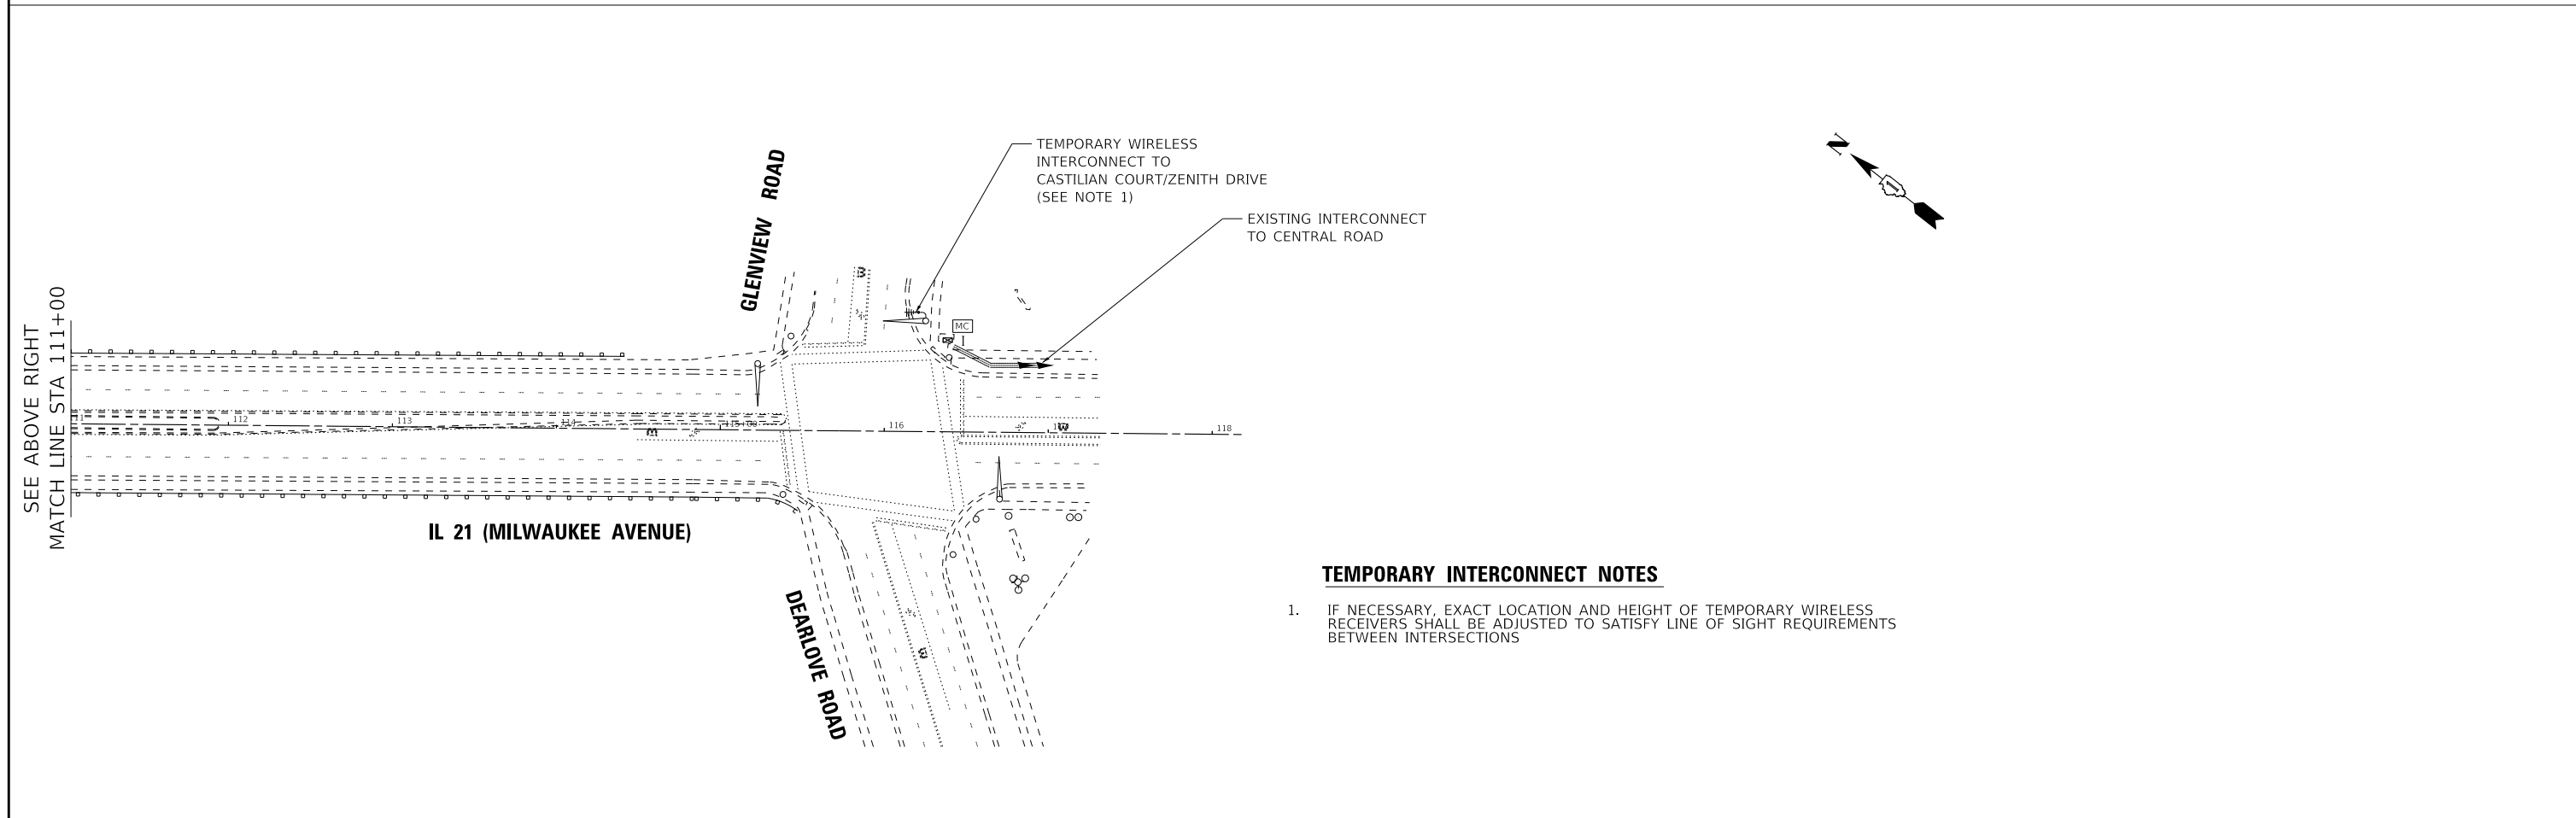 TEMPORARY WIRELESS
INTERCONNECT TO
CASTILIAN COURT/ZENITH DRIVE
(SEE NOTE 1)
EXISTING INTERCONNECT
TO CENTRAL ROAD
N
GLENVIEW ROAD
MC
I
SEE ABOVE RIGHT
MATCH LINE STA 111+00
112
113
114
116
118
IL 21 (MILWAUKEE AVENUE)
DEARLOVE ROAD
TEMPORARY INTERCONNECT NOTES
1. IF NECESSARY, EXACT LOCATION AND HEIGHT OF TEMPORARY WIRELESS
RECEIVERS SHALL BE ADJUSTED TO SATISFY LINE OF SIGHT REQUIREMENTS
BETWEEN INTERSECTIONS